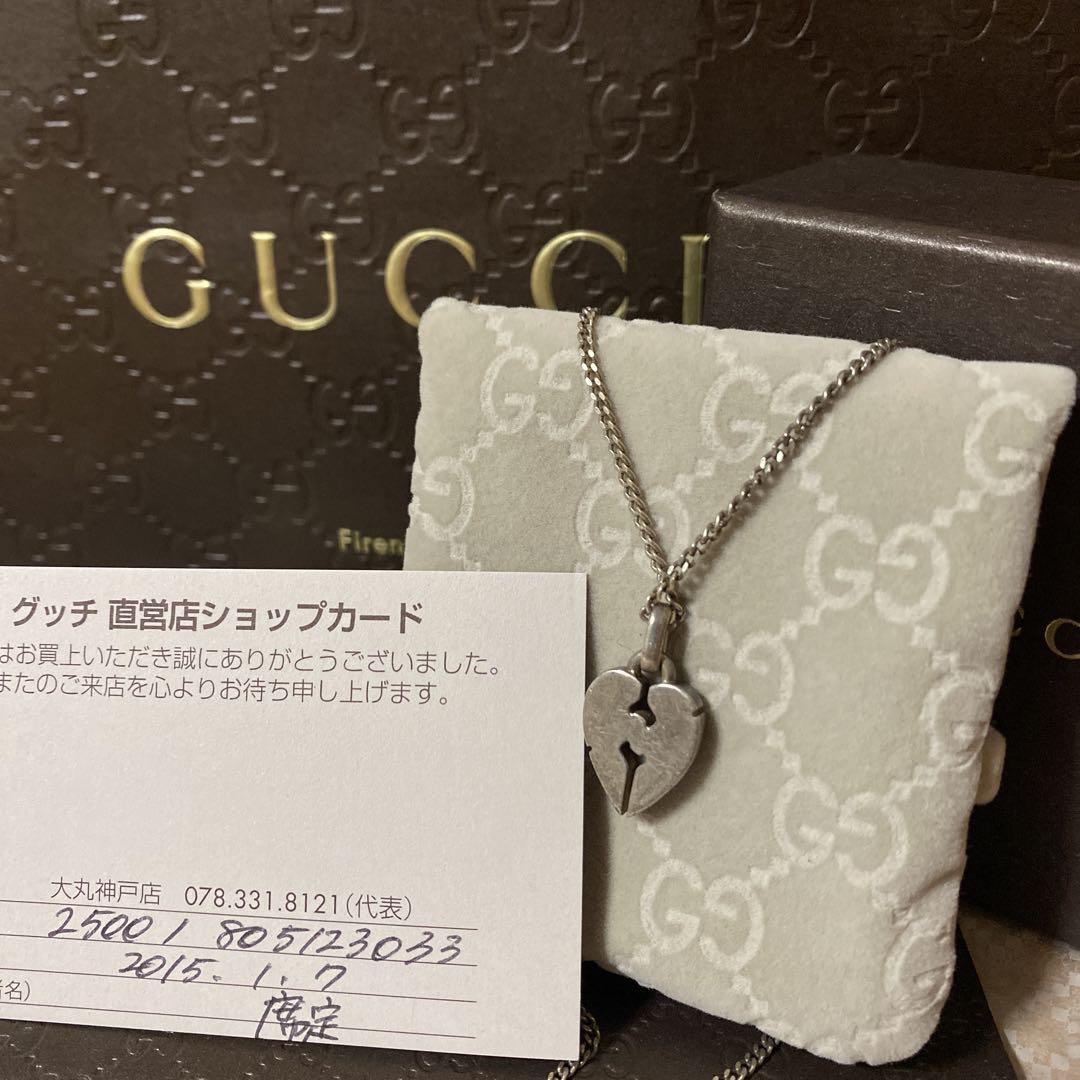 GUCCI
Firen
グッチ 直営店ショップカード
はお買上いただき誠にありがとうございました。
またのご来店を心よりお待ち申し上げます。
大丸神戸店 078.331.8121(代表)
25001 805123033
2015.1.7
名)